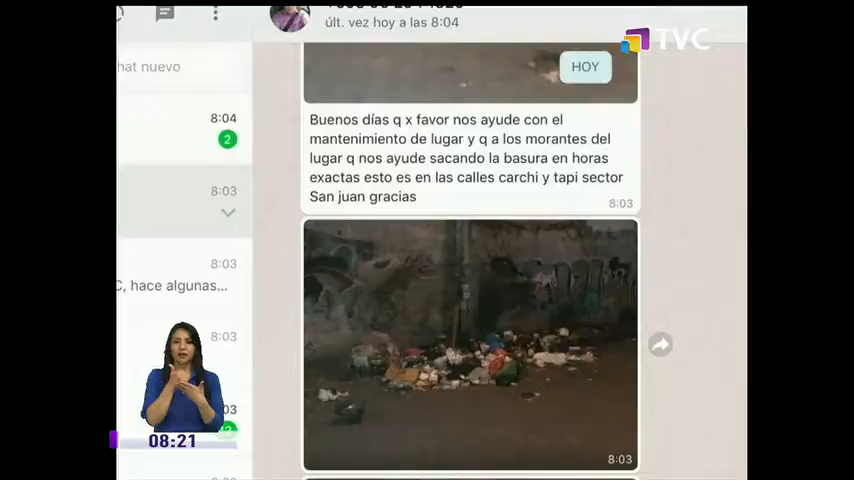 últ. vez hoy a las 8:04
TVC
hat nuevo
HOY
8:04
2
Buenos días q x favor nos ayude con el
mantenimiento de lugar y q a los morantes del
lugar q nos ayude sacando la basura en horas
exactas esto es en las calles carchi y tapi sector
San juan gracias
8:03
8:03
8:03
C, hace algunas...
8:03
03
08:21
8:03